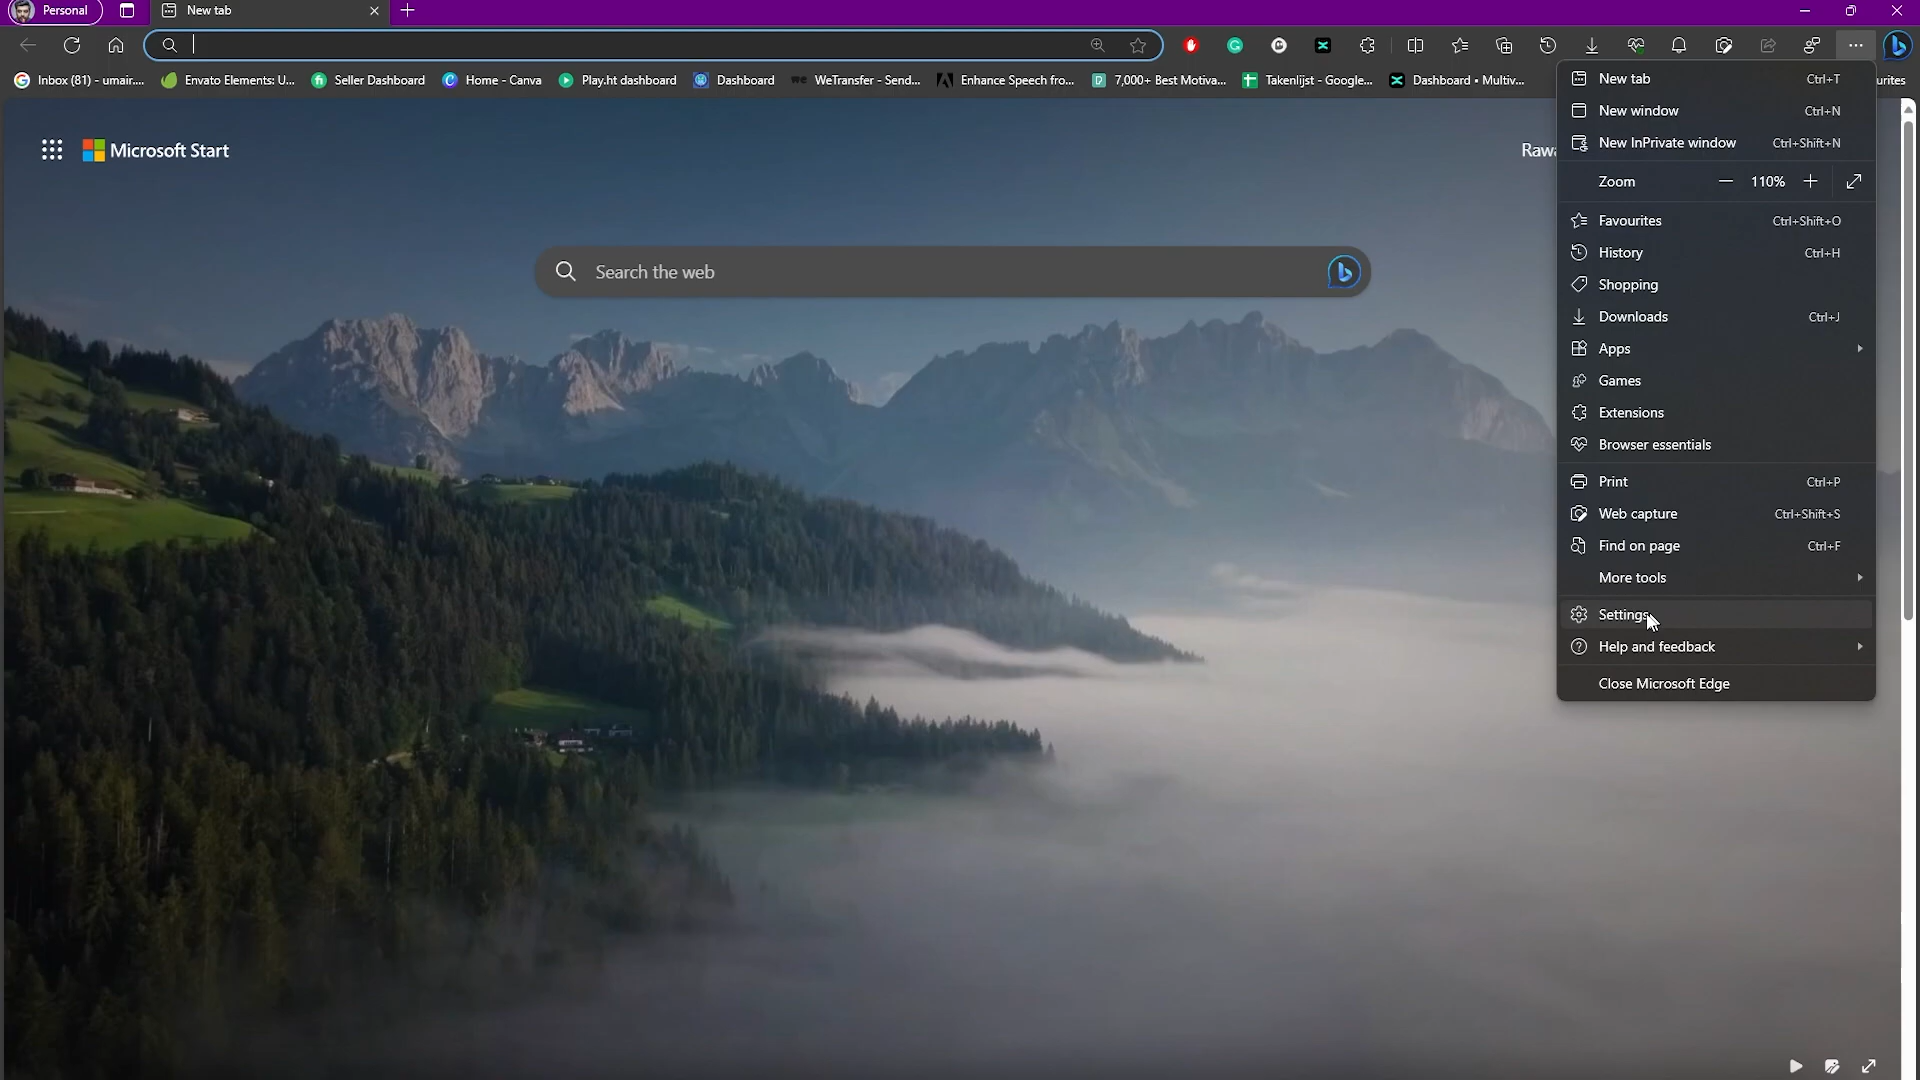 Personal
New tab
Inbox (81) - umair....
Envato Elements: U...
Seller Dashboard
Home - Canva
Play.ht dashboard
Dashboard
WeTransfer - Send...
Enhance Speech fro...
7,000+ Best Motiva...
Takenlijst - Google...
Dashboard • Multiv...
urites
Microsoft Start
Rawa
Search the web
New tab Ctrl+T
New window Ctrl+N
New InPrivate window Ctrl+Shift+N
Zoom — 110% +
Favourites Ctrl+Shift+O
History Ctrl+H
Shopping
Downloads Ctrl+J
Apps
Games
Extensions
Browser essentials
Print Ctrl+P
Web capture Ctrl+Shift+S
Find on page Ctrl+F
More tools
Settings
Help and feedback
Close Microsoft Edge